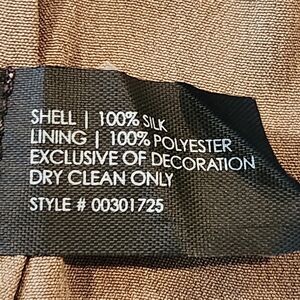 SHELL | 100% SILK
LINING | 100% POLYESTER
EXCLUSIVE OF DECORATION
DRY CLEAN ONLY
STYLE # 00301725